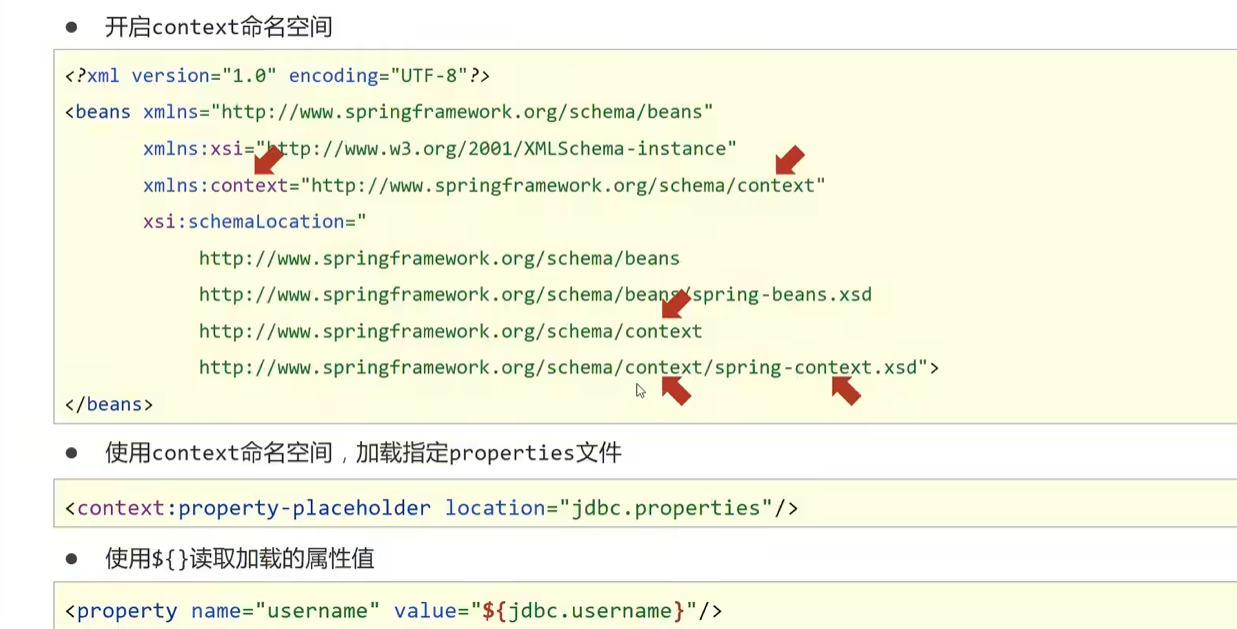 ● 开启context命名空间
<?xml version="1.0" encoding="UTF-8"?>
<beans xmlns="http://www.springframework.org/schema/beans"
xmlns:xsi="http://www.w3.org/2001/XMLSchema-instance"
xmlns:context="http://www.springframework.org/schema/context"
xsi:schemaLocation="
http://www.springframework.org/schema/beans
http://www.springframework.org/schema/beans/spring-beans.xsd
http://www.springframework.org/schema/context
http://www.springframework.org/schema/context/spring-context.xsd">
</beans>
● 使用context命名空间，加载指定properties文件
<context:property-placeholder location="jdbc.properties"/>
● 使用${}读取加载的属性值
<property name="username" value="${jdbc.username}"/>